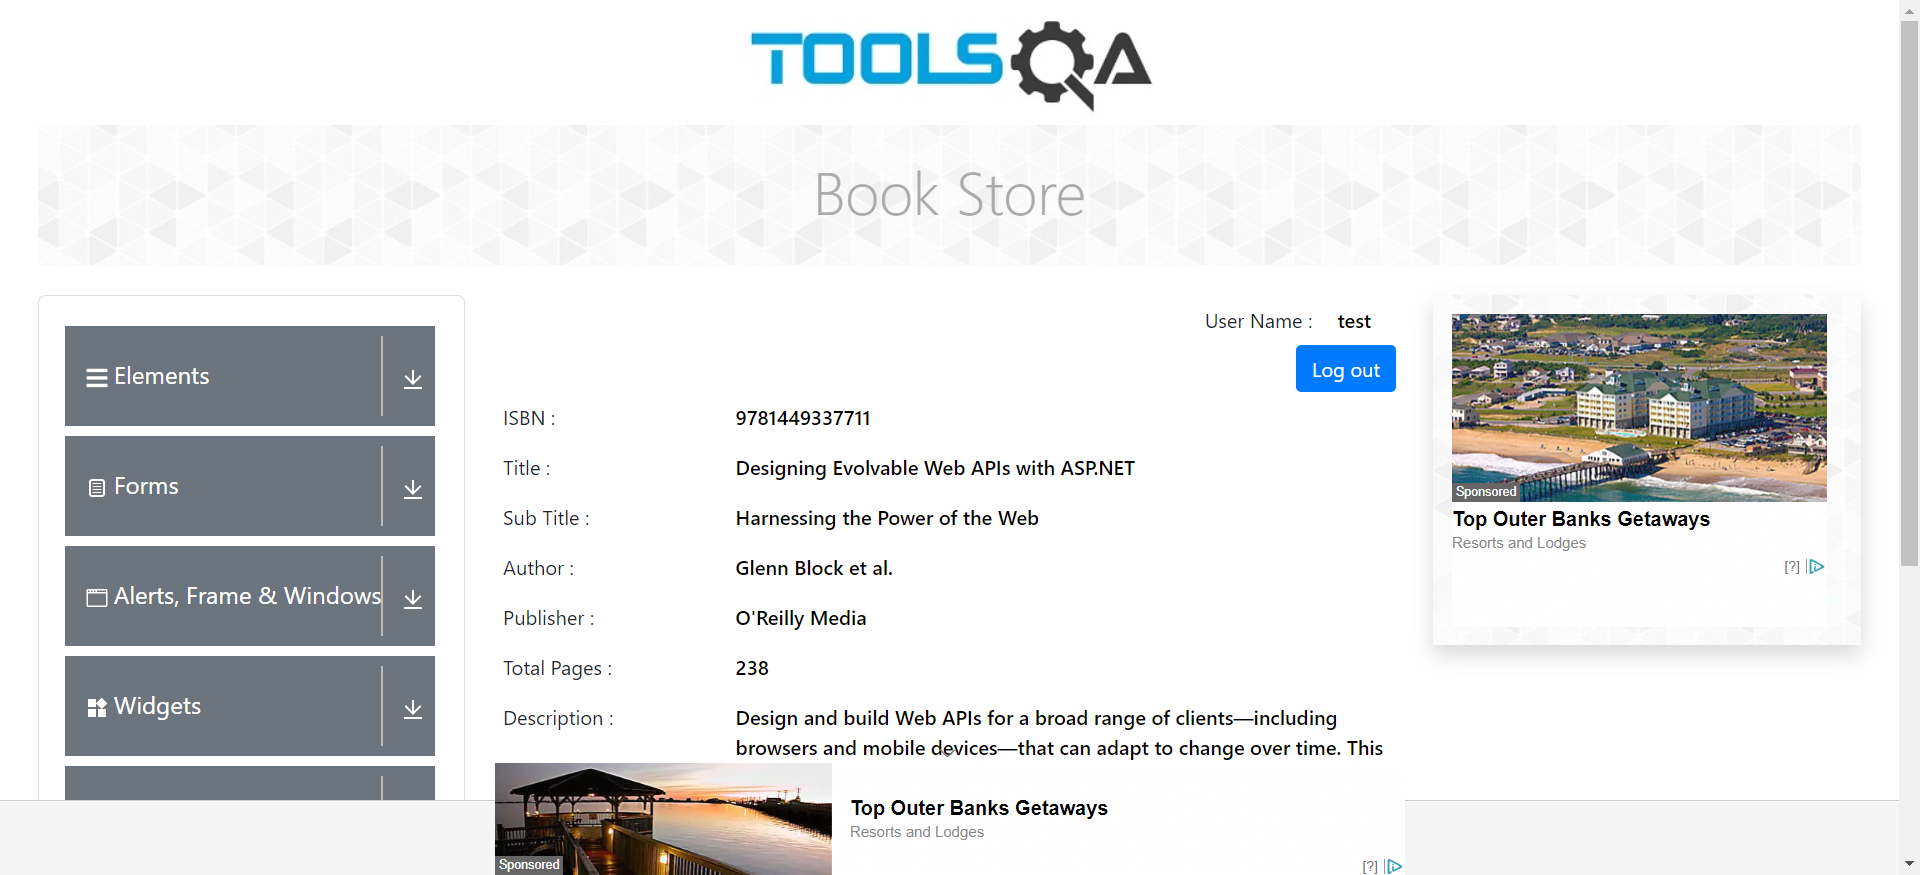 TOOLSQA
Book Store
Elements
Forms
Alerts, Frame & Windows
Widgets
User Name : test
Log out
ISBN : 9781449337711
Title : Designing Evolvable Web APIs with ASP.NET
Sub Title : Harnessing the Power of the Web
Author : Glenn Block et al.
Publisher : O'Reilly Media
Total Pages : 238
Description : Design and build Web APIs for a broad range of clients—including
browsers and mobile devices—that can adapt to change over time. This
Sponsored
Top Outer Banks Getaways
Resorts and Lodges
[?]
Sponsored
Top Outer Banks Getaways
Resorts and Lodges
[?]